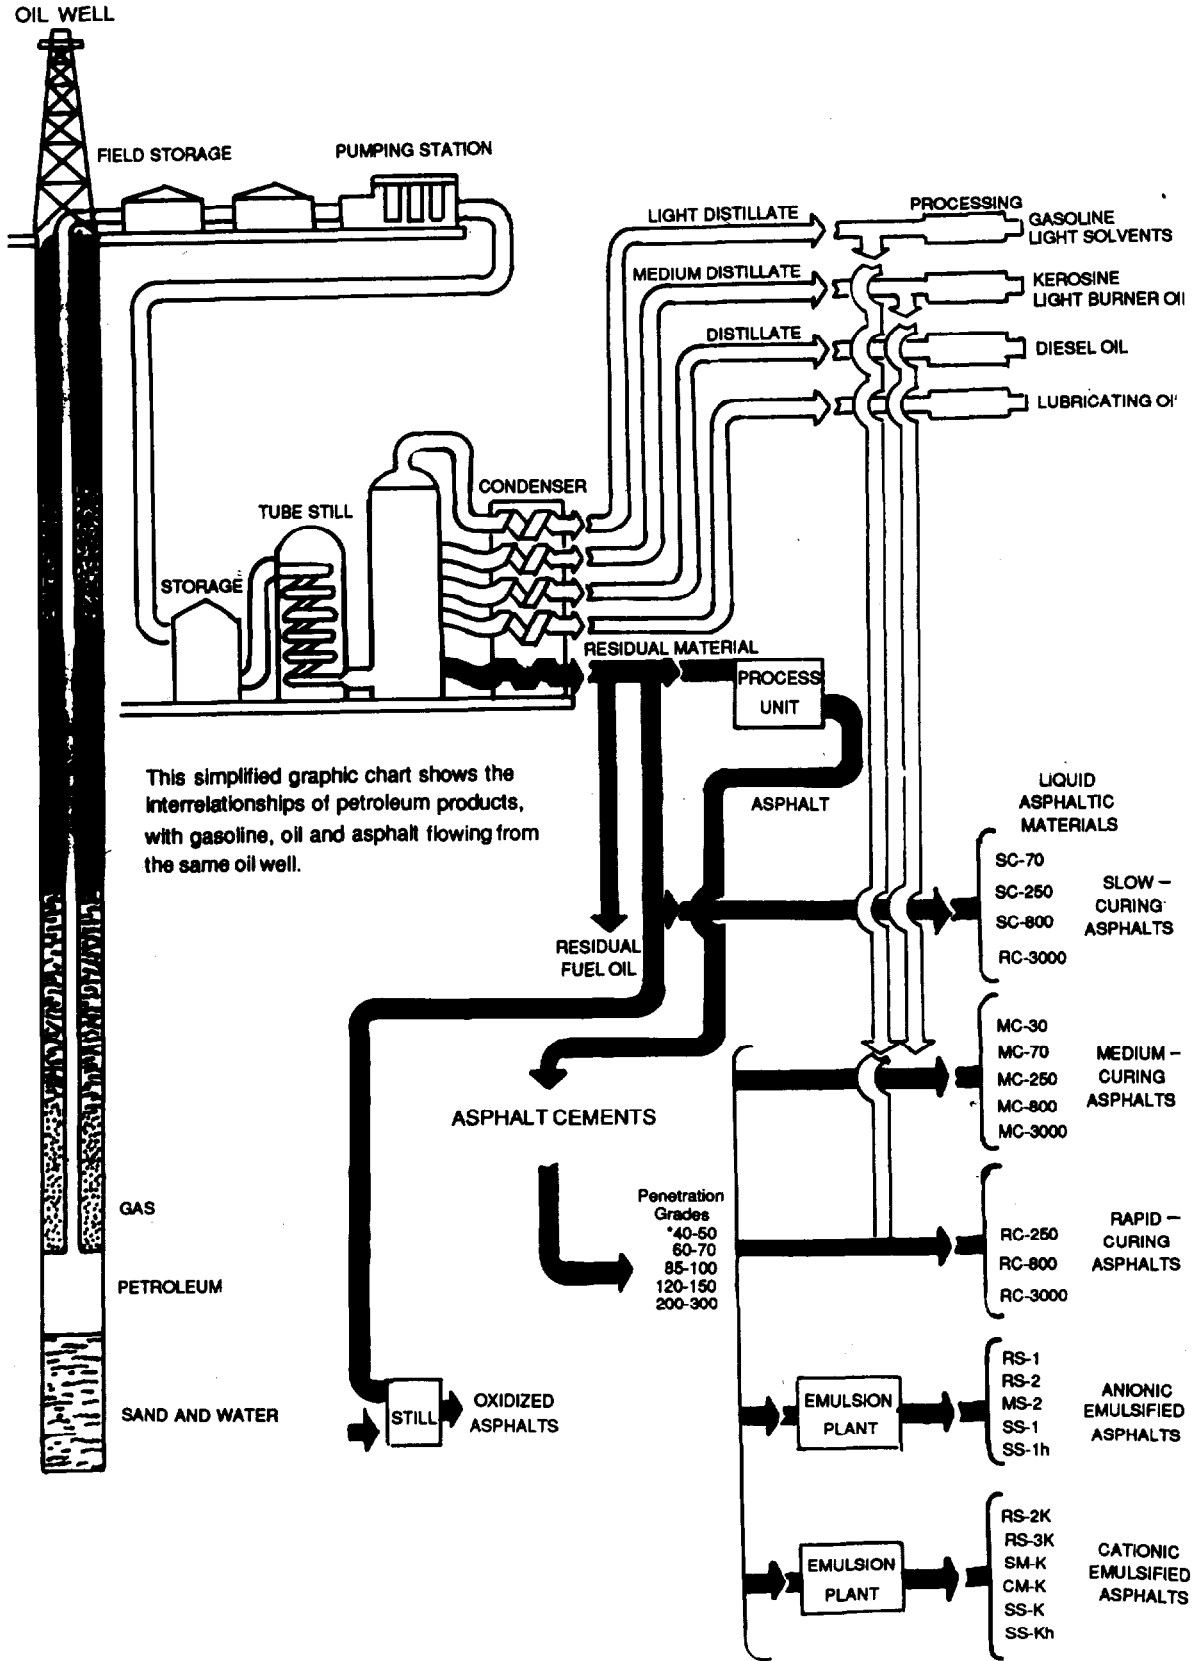 OIL WELL
FIELD STORAGE
PUMPING STATION
LIGHT DISTILLATE
PROCESSING
GASOLINE
LIGHT SOLVENTS
MEDIUM DISTILLATE
KEROSINE
LIGHT BURNER OIl
DISTILLATE
DIESEL OIL
LUBRICATING OI'
CONDENSER
TUBE STILL
STORAGE
RESIDUAL MATERIAL
PROCESS
UNIT
This simplified graphic chart shows the
interrelationships of petroleum products,
with gasoline, oil and asphalt flowing from
the same oil well.
ASPHALT
LIQUID
ASPHALTIC
MATERIALS
SC-70
SC-250
SC-800
RC-3000
SLOW –
CURING
ASPHALTS
RESIDUAL
FUEL OIL
MC-30
MC-70
MC-250
MC-800
MC-3000
MEDIUM –
CURING
ASPHALTS
ASPHALT CEMENTS
Penetration
Grades
*40-50
60-70
85-100
120-150
200-300
RC-250
RC-800
RC-3000
RAPID –
CURING
ASPHALTS
GAS
PETROLEUM
SAND AND WATER
STILL
OXIDIZED
ASPHALTS
EMULSION
PLANT
RS-1
RS-2
MS-2
SS-1
SS-1h
ANIONIC
EMULSIFIED
ASPHALTS
EMULSION
PLANT
RS-2K
RS-3K
SM-K
CM-K
SS-K
SS-Kh
CATIONIC
EMULSIFIED
ASPHALTS